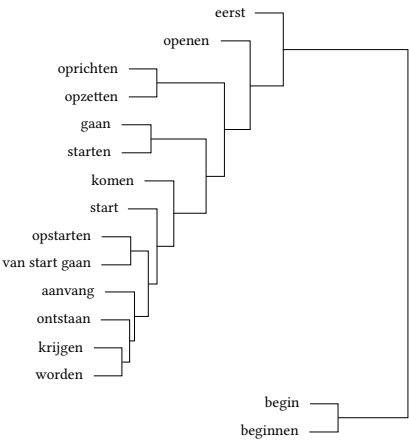 eerst
openen
oprichten
opzetten
gaan
starten
komen
start
opstarten
van start gaan
aanvang
ontstaan
krijgen
worden
begin
beginnen